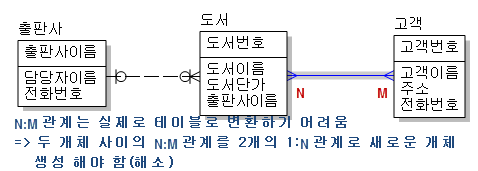 출판사
출판사이름
담당자이름
전화번호
도서
도서번호
도서이름
도서단가
출판사이름
고객
고객번호
고객이름
주소
전화번호
N
M
N:M 관계는 실제로 테이블로 변환하기 어려움
=> 두 개체 사이의 N:M 관계를 2개의 1:N 관계로 새로운 개체
생성 해야 함(해소)